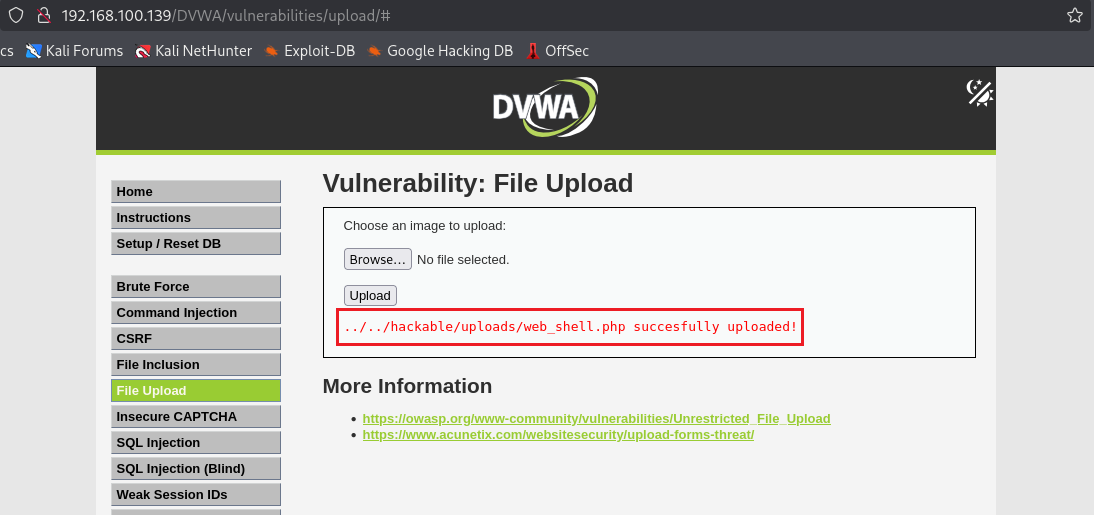 192.168.100.139/DVWA/vulnerabilities/upload/#
cs Kali Forums Kali NetHunter Exploit-DB Google Hacking DB OffSec
DVWA
Home
Instructions
Setup / Reset DB
Brute Force
Command Injection
CSRF
File Inclusion
File Upload
Insecure CAPTCHA
SQL Injection
SQL Injection (Blind)
Weak Session IDs
Vulnerability: File Upload
Choose an image to upload:
Browse... No file selected.
Upload
../../hackable/uploads/web_shell.php succesfully uploaded!
More Information
• https://owasp.org/www-community/vulnerabilities/Unrestricted_File_Upload
• https://www.acunetix.com/websitesecurity/upload-forms-threat/